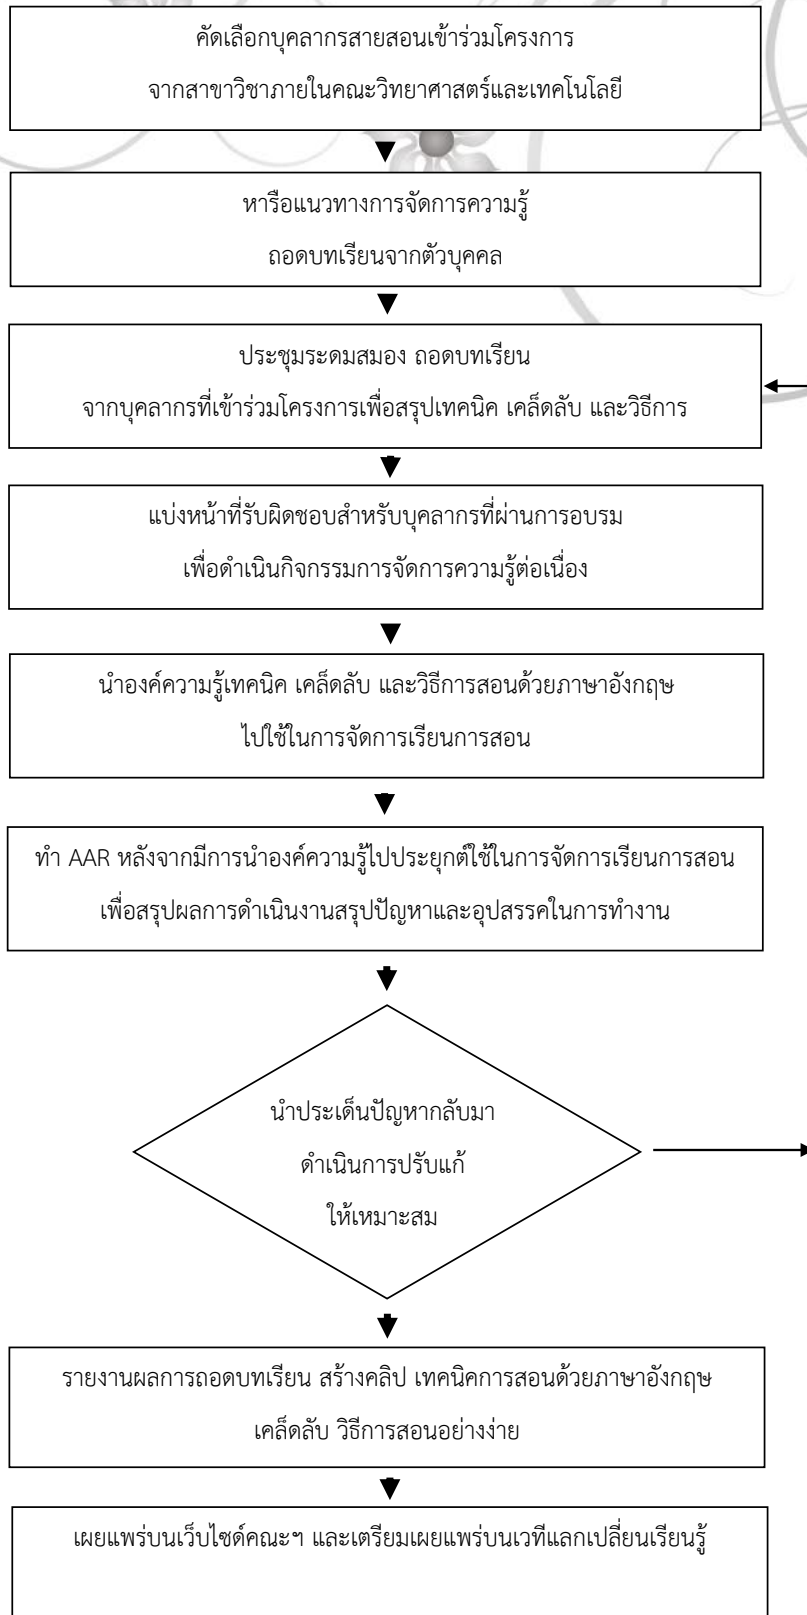 คัดเลือกบุคลากรสายสอนเข้าร่วมโครงการ
จากสาขาวิชาภายในคณะวิทยาศาสตร์และเทคโนโลยี
หารือแนวทางการจัดการความรู้
ถอดบทเรียนจากตัวบุคคล
ประชุมระดมสมอง ถอดบทเรียน
จากบุคลากรที่เข้าร่วมโครงการเพื่อสรุปเทคนิค เคล็ดลับ และวิธีการ
แบ่งหน้าที่รับผิดชอบสำหรับบุคลากรที่ผ่านการอบรม
เพื่อดำเนินกิจกรรมการจัดการความรู้ต่อเนื่อง
นำองค์ความรู้เทคนิค เคล็ดลับ และวิธีการสอนด้วยภาษาอังกฤษ
ไปใช้ในการจัดการเรียนการสอน
ทำ AAR หลังจากมีการนำองค์ความรู้ไปประยุกต์ใช้ในการจัดการเรียนการสอน
เพื่อสรุปผลการดำเนินงานสรุปปัญหาและอุปสรรคในการทำงาน
นำประเด็นปัญหากลับมา
ดำเนินการปรับแก้
ให้เหมาะสม
รายงานผลการถอดบทเรียน สร้างคลิป เทคนิคการสอนด้วยภาษาอังกฤษ
เคล็ดลับ วิธีการสอนอย่างง่าย
เผยแพร่บนเว็บไซด์คณะฯ และเตรียมเผยแพร่บนเวทีแลกเปลี่ยนเรียนรู้